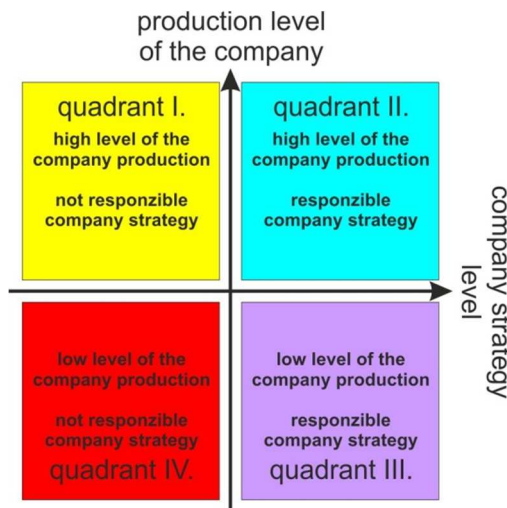 production level
of the company
quadrant I.
high level of the
company production
not responzible
company strategy
quadrant II.
high level of the
company production
responzible
company strategy
company strategy
level
low level of the
company production
not responzible
company strategy
quadrant IV.
low level of the
company production
responzible
company strategy
quadrant III.